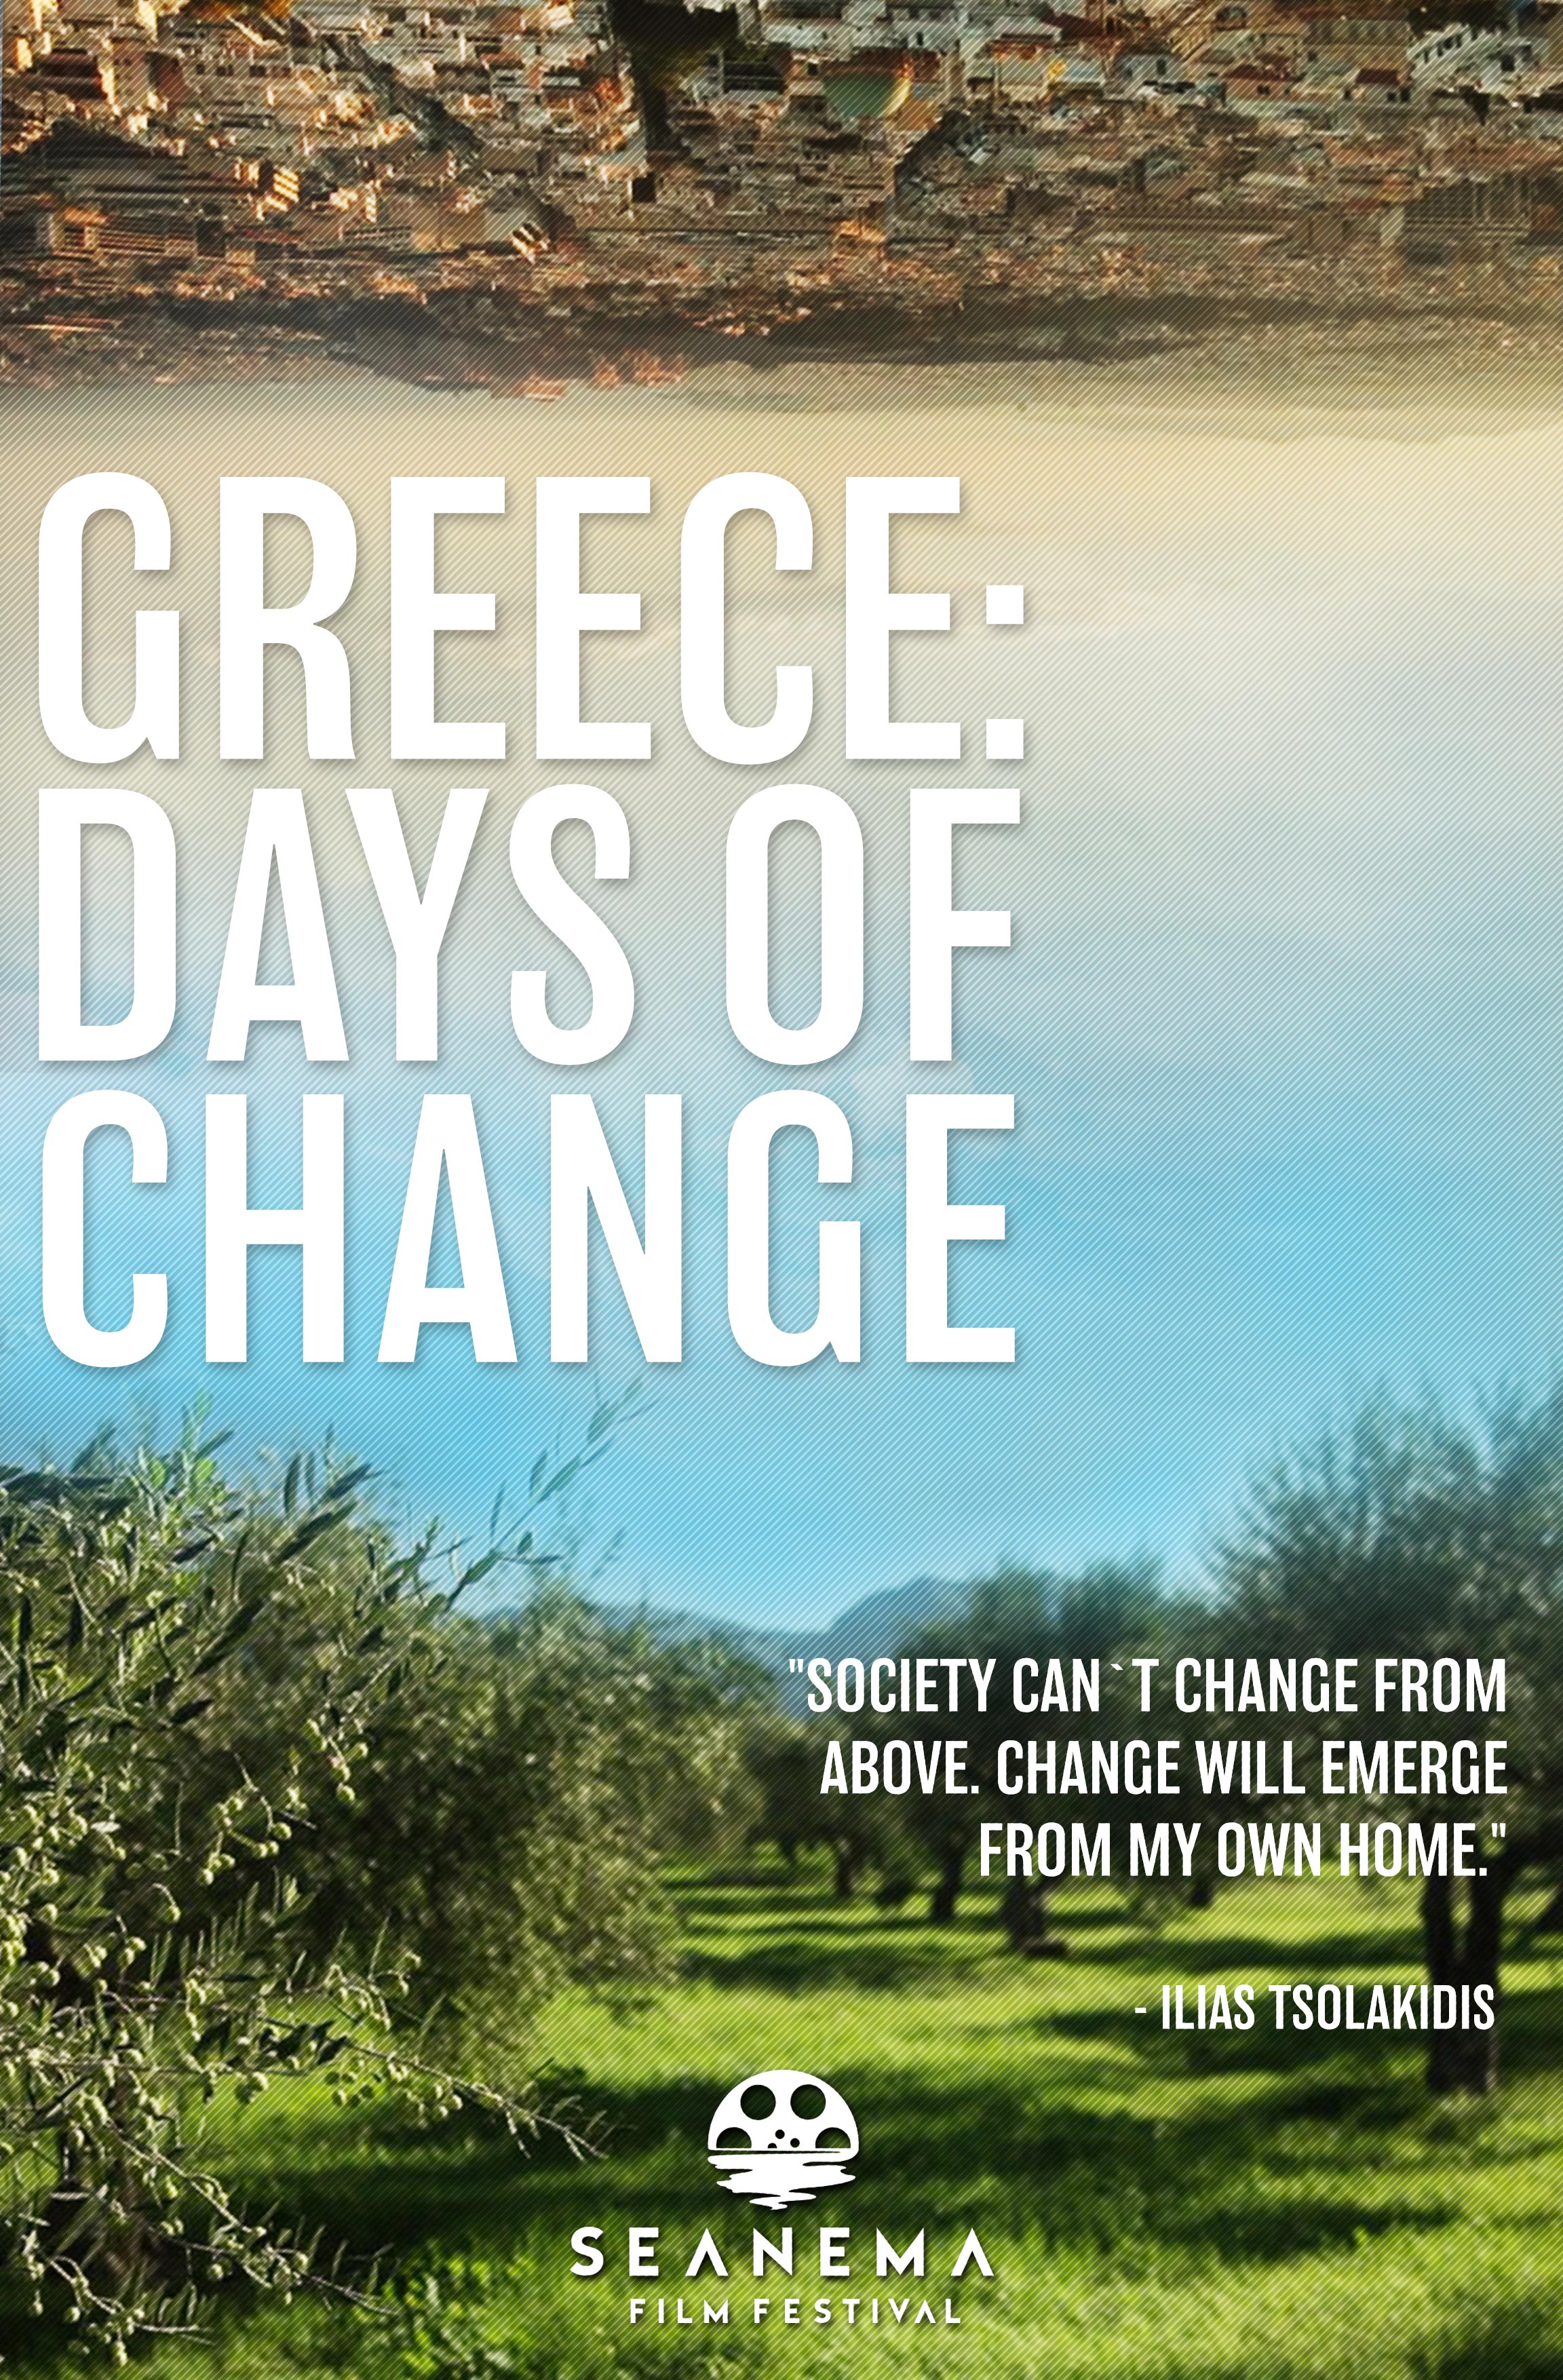 GREECE:
DAYS OF
CHANGE
"SOCIETY CAN`T CHANGE FROM
ABOVE. CHANGE WILL EMERGE
FROM MY OWN HOME."
- ILIAS TSOLAKIDIS
SEANEMA
FILM FESTIVAL